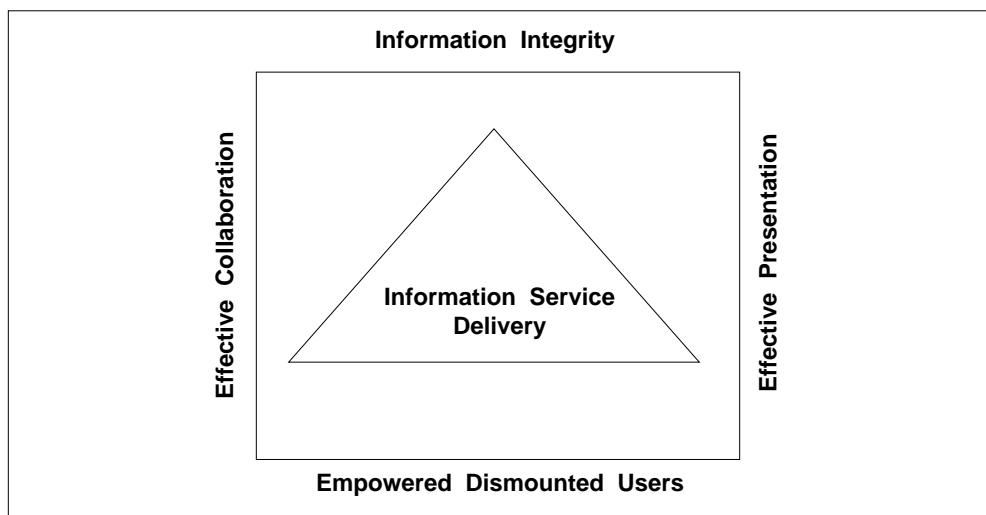 Information Integrity
Effective Collaboration
Effective Presentation
Information Service
Delivery
Empowered Dismounted Users